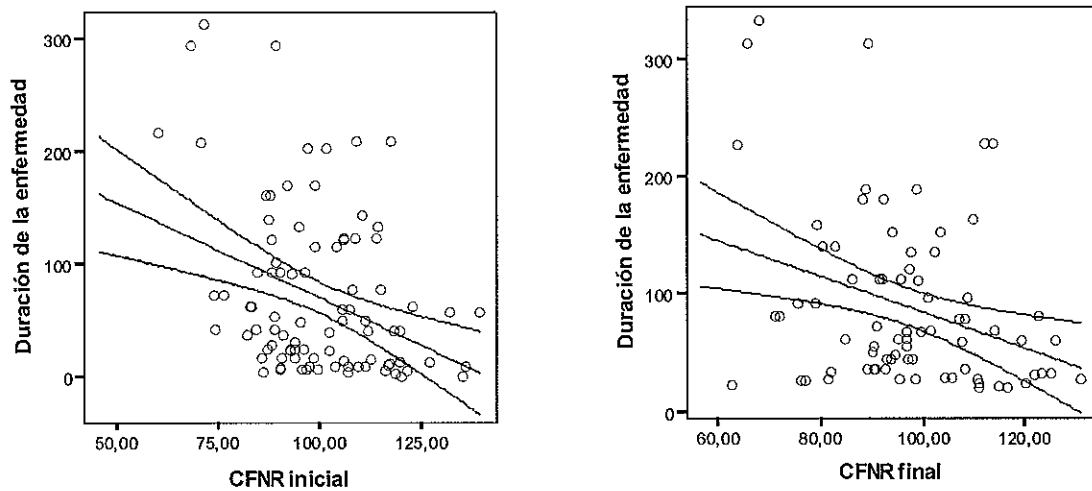 Duración de la enfermedad
300
200
100
0
50,00 75,00 100,00 125,00
CFNR inicial
Duración de la enfermedad
300
200
100
0
60,00 80,00 100,00 120,00
CFNR final